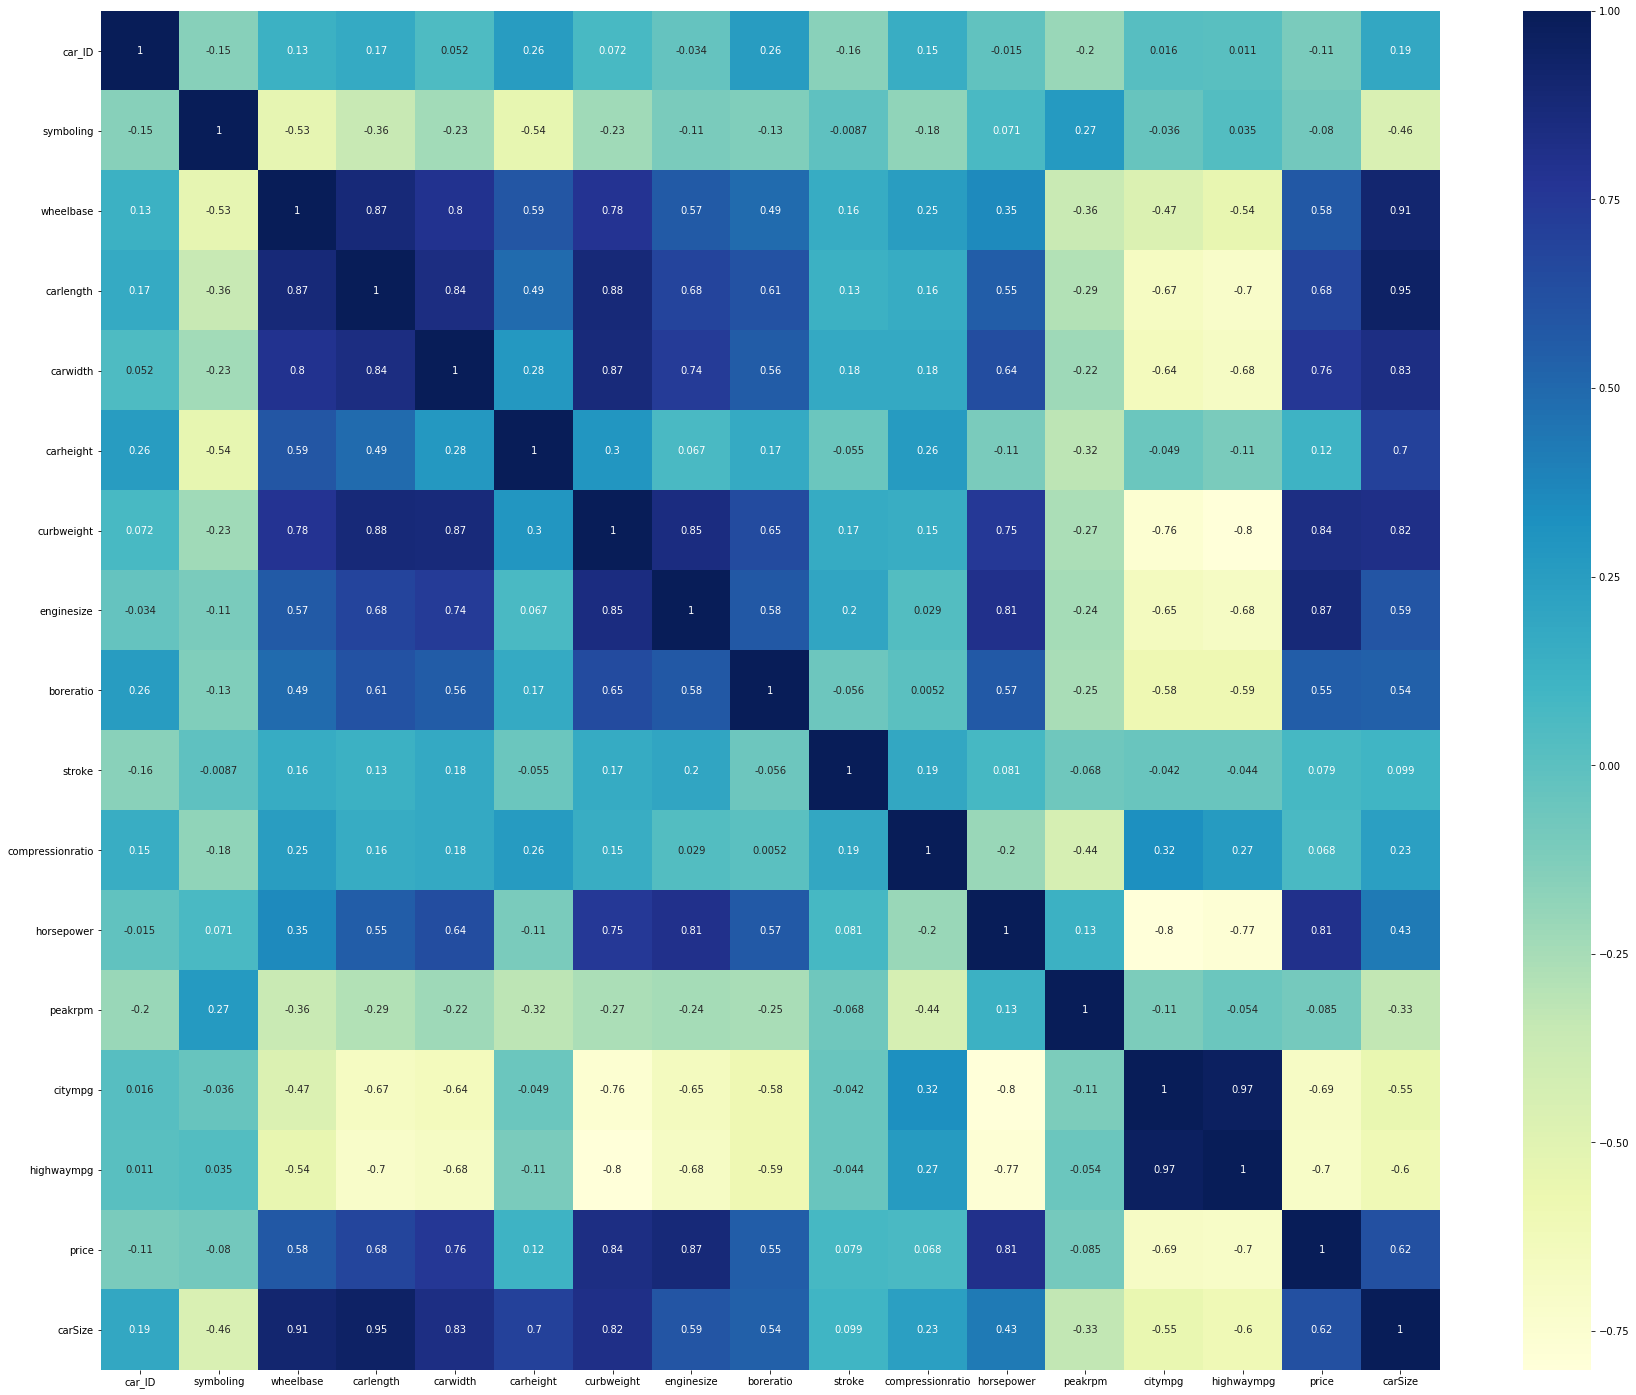 car_ID 1 -0.15 0.13 0.17 0.052 0.26 0.072 -0.034 0.26 -0.16 0.15 -0.015 -0.2 0.016 0.011 -0.11 0.19
symboling -0.15 1 -0.53 -0.36 -0.23 -0.54 -0.23 -0.11 -0.13 -0.0087 -0.18 0.071 0.27 -0.036 0.035 -0.08 -0.46
wheelbase 0.13 -0.53 1 0.87 0.8 0.59 0.78 0.57 0.49 0.16 0.25 0.35 -0.36 -0.47 -0.54 0.58 0.91
carlength 0.17 -0.36 0.87 1 0.84 0.49 0.88 0.68 0.61 0.13 0.16 0.55 -0.29 -0.67 -0.7 0.68 0.95
carwidth 0.052 -0.23 0.8 0.84 1 0.28 0.87 0.74 0.56 0.18 0.18 0.64 -0.22 -0.64 -0.68 0.76 0.83
carheight 0.26 -0.54 0.59 0.49 0.28 1 0.3 0.067 0.17 -0.055 0.26 -0.11 -0.32 -0.049 -0.11 0.12 0.7
curbweight 0.072 -0.23 0.78 0.88 0.87 0.3 1 0.85 0.65 0.17 0.15 0.75 -0.27 -0.76 -0.8 0.84 0.82
enginesize -0.034 -0.11 0.57 0.68 0.74 0.067 0.85 1 0.58 0.2 0.029 0.81 -0.24 -0.65 -0.68 0.87 0.59
boreratio 0.26 -0.13 0.49 0.61 0.56 0.17 0.65 0.58 1 -0.056 0.0052 0.57 -0.25 -0.58 -0.59 0.55 0.54
stroke -0.16 -0.0087 0.16 0.13 0.18 -0.055 0.17 0.2 -0.056 1 0.19 0.081 -0.068 -0.042 -0.044 0.079 0.099
compressionratio 0.15 -0.18 0.25 0.16 0.18 0.26 0.15 0.029 0.0052 0.19 1 -0.2 -0.44 0.32 0.27 0.068 0.23
horsepower -0.015 0.071 0.35 0.55 0.64 -0.11 0.75 0.81 0.57 0.081 -0.2 1 0.13 -0.8 -0.77 0.81 0.43
peakrpm -0.2 0.27 -0.36 -0.29 -0.22 -0.32 -0.27 -0.24 -0.25 -0.068 -0.44 0.13 1 -0.11 -0.054 -0.085 -0.33
citympg 0.016 -0.036 -0.47 -0.67 -0.64 -0.049 -0.76 -0.65 -0.58 -0.042 0.32 -0.8 -0.11 1 0.97 -0.69 -0.55
highwaympg 0.011 0.035 -0.54 -0.7 -0.68 -0.11 -0.8 -0.68 -0.59 -0.044 0.27 -0.77 -0.054 0.97 1 -0.7 -0.6
price -0.11 -0.08 0.58 0.68 0.76 0.12 0.84 0.87 0.55 0.079 0.068 0.81 -0.085 -0.69 -0.7 1 0.62
carSize 0.19 -0.46 0.91 0.95 0.83 0.7 0.82 0.59 0.54 0.099 0.23 0.43 -0.33 -0.55 -0.6 0.62 1
car_ID symboling wheelbase carlength carwidth carheight curbweight enginesize boreratio stroke compressionratio horsepower peakrpm citympg highwaympg price carSize
1.00
0.75
0.50
0.25
0.00
−0.25
−0.50
−0.75